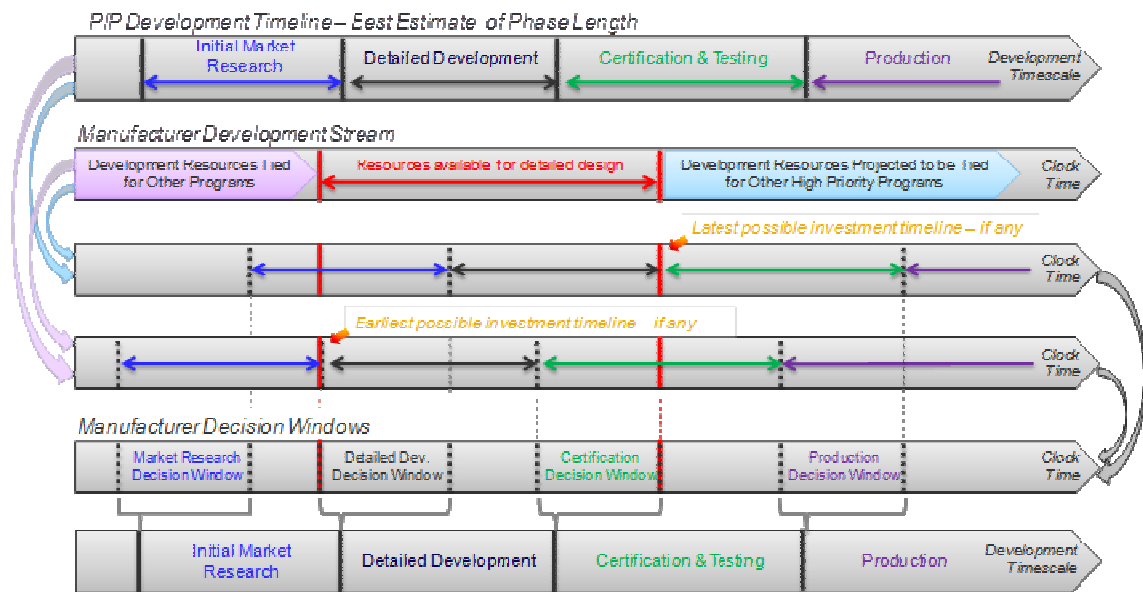 PIP Development Timeline – Best Estimate of Phase Length
Initial Market
Research
Detailed Development
Certification & Testing
Production
Development
Timescale
Manufacturer Development Stream
Development Resources Tied
for Other Programs
Resources available for detailed design
Development Resources Projected to be Tied
for Other High Priority Programs
Clock
Time
Latest possible investment timeline – if any
Clock
Time
Earliest possible investment timeline if any
Clock
Time
Manufacturer Decision Windows
Market Research
Decision Window
Detailed Dev.
Decision Window
Certification
Decision Window
Production
Decision Window
Clock
Time
Initial Market
Research
Detailed Development
Certification & Testing
Production
Development
Timescale